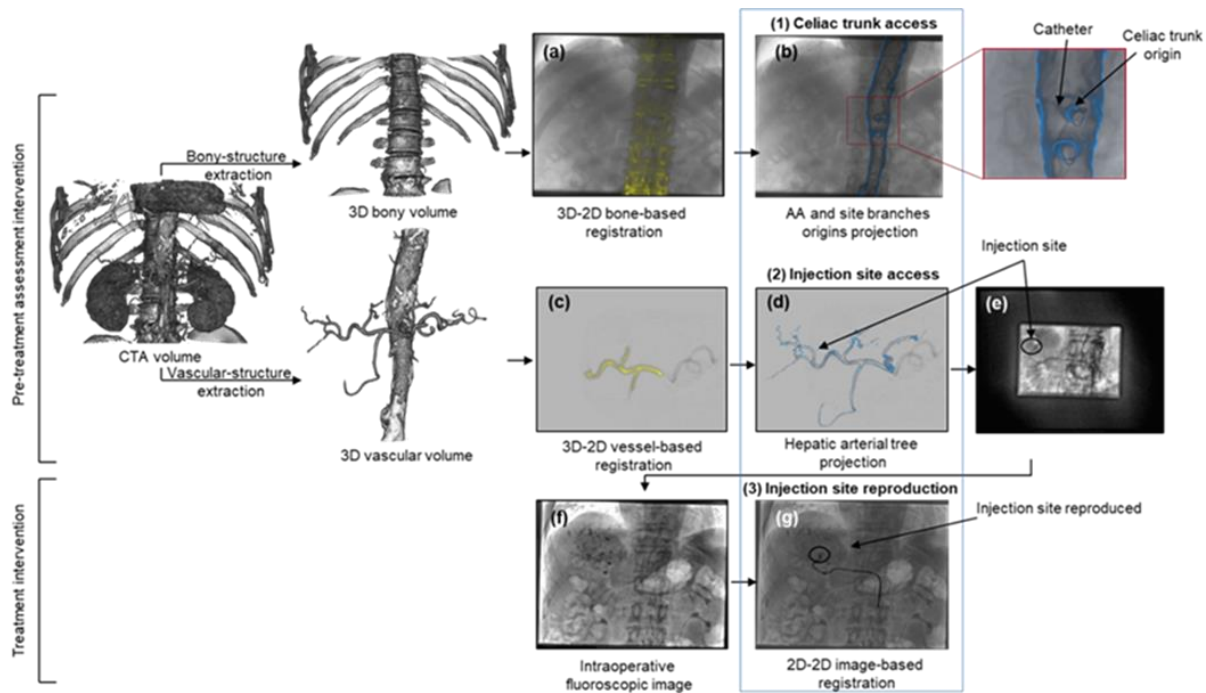 (1) Celiac trunk access
Catheter
Celiac trunk
origin
(a)
(b)
Pre-treatment assessment intervention
Bony-structure
extraction
3D bony volume
3D-2D bone-based
registration
AA and site branches
origins projection
Injection site
(2) Injection site access
(c)
(d)
(e)
CTA volume
Vascular-structure
extraction
3D vascular volume
3D-2D vessel-based
registration
Hepatic arterial tree
projection
Treatment intervention
(3) Injection site reproduction
(f)
(g)
Injection site reproduced
Intraoperative
fluoroscopic image
2D-2D image-based
registration